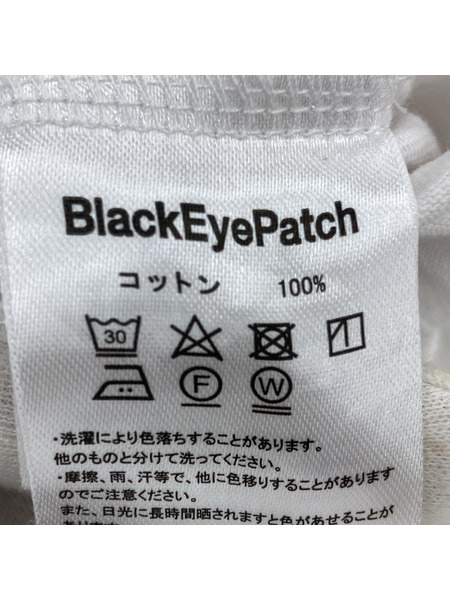 BlackEyePatch
コットン 100%
30
F W
・洗濯により色落ちすることがあります。
他のものと分けて洗ってください。
・摩擦、雨、汗等で、他に色移りすることがあります
のでご注意ください。
また、日光に長時間晒されますと色があせることが
あります